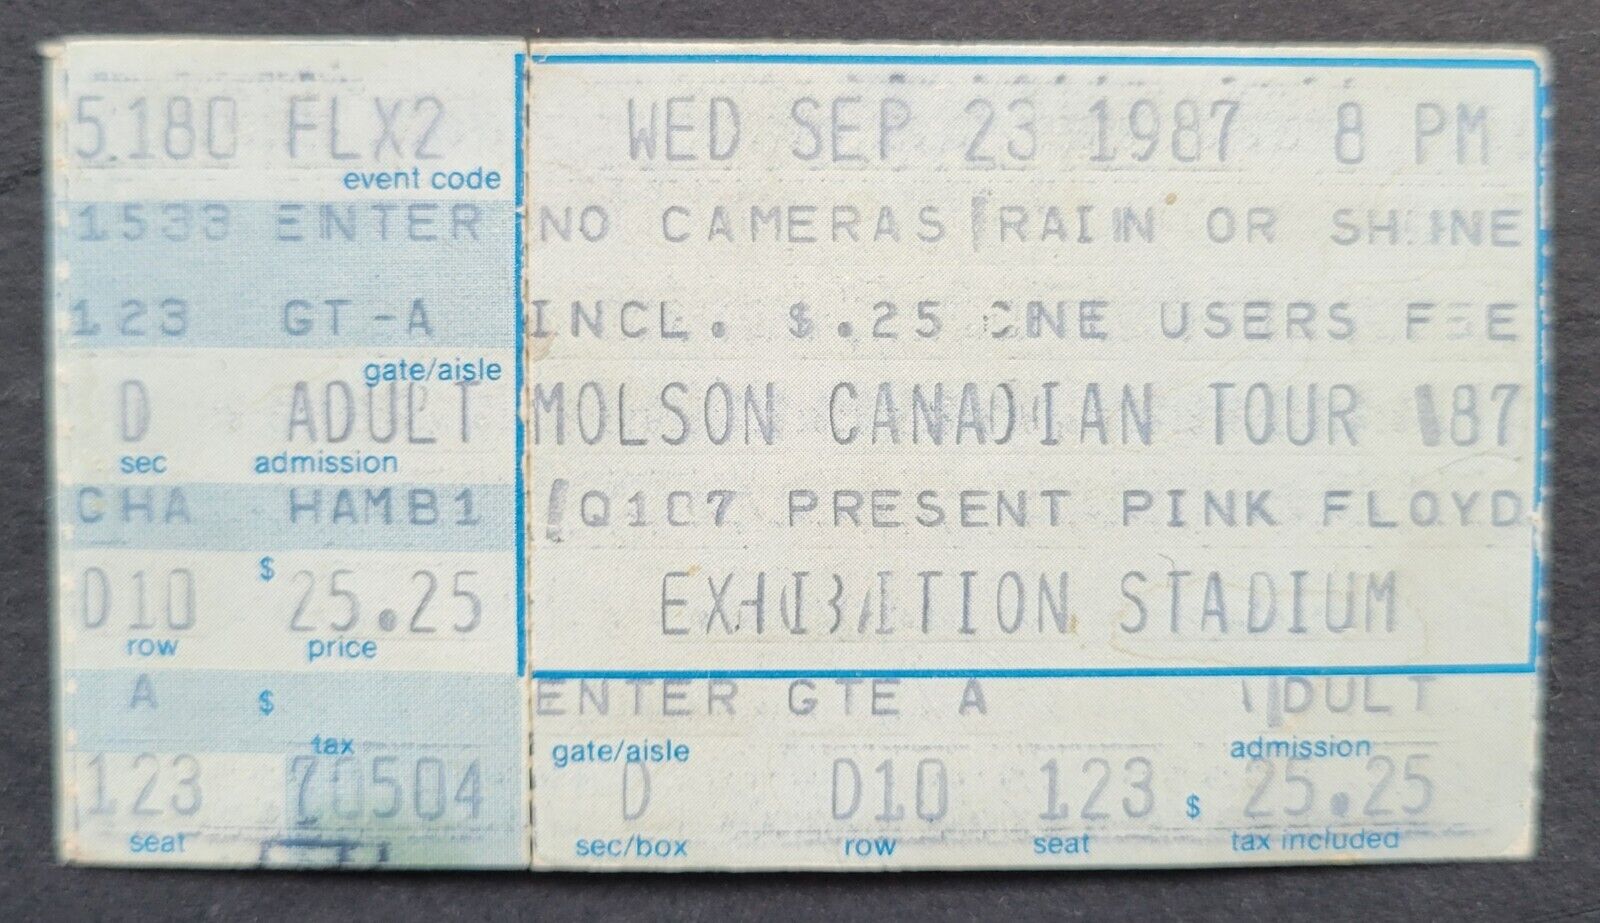 5180 FLX2
event code
1533 ENTER
123 GT-A
gate/aisle
D ADULT
sec admission
CHA HAMB1
D10 $ 25.25
row price
A $
tax
123 70504
seat
WED SEP 23 1987 8 PM
NO CAMERAS/RAIN OR SHINE
INCL. $.25 CNE USERS FEE
MOLSON CANADIAN TOUR '87
Q107 PRESENT PINK FLOYD
EXHIBITION STADIUM
ENTER GTE A ADULT
gate/aisle admission
D D10 123 $ 25.25
sec/box row seat tax included